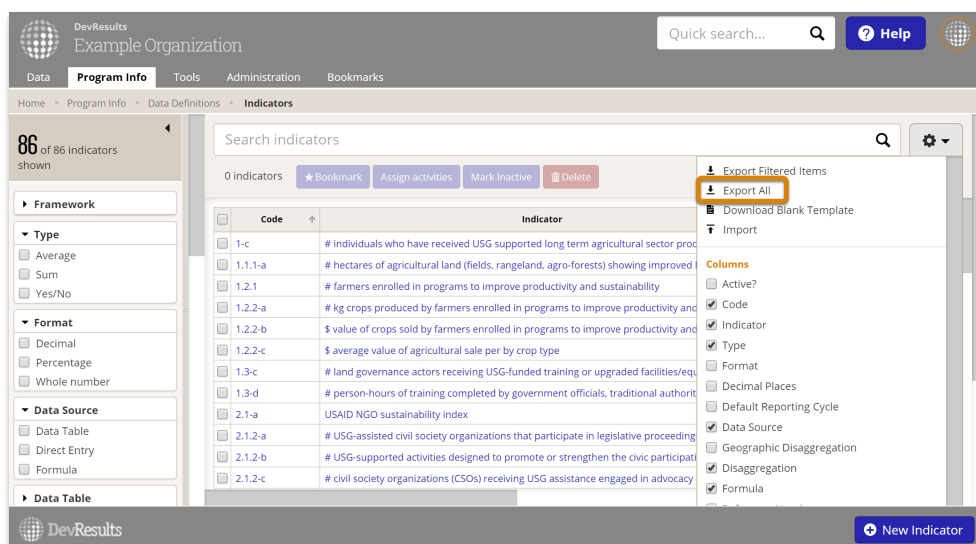 DevResults
Example Organization
Quick search...
Help
Data Program Info Tools Administration Bookmarks
Home Program Info Data Definitions Indicators
86 of 86 indicators
shown
Framework
Type
Average
Sum
Yes/No
Format
Decimal
Percentage
Whole number
Data Source
Data Table
Direct Entry
Formula
Data Table
Search indicators
0 indicators Bookmark Assign activities Mark Inactive Delete
Code Indicator
1-c # individuals who have received USG supported long term agricultural sector
1.1.1-a # hectares of agricultural land (fields, rangeland, agro-forests) showing improved
1.2.1 # farmers enrolled in programs to improve productivity and sustainability
1.2.2-a # kg crops produced by farmers enrolled in programs to improve productivity and
1.2.2-b $ value of crops sold by farmers enrolled in programs to improve productivity and
1.2.2-c $ average value of agricultural sale per by crop type
1.3-c # land governance actors receiving USG-funded training or upgraded
1.3-d # person-hours of training completed by government officials, traditional
2.1-a USAID NGO sustainability index
2.1.2-a # USG-assisted civil society organizations that participate in legislative proceeding
2.1.2-b # USG-supported activities designed to promote or strengthen the civic
2.1.2-c # civil society organizations (CSOs) receiving USG assistance engaged in advocacy
Export Filtered Items
Export All
Download Blank Template
Import
Columns
Active?
Code
Indicator
Type
Format
Decimal Places
Default Reporting Cycle
Data Source
Geographic Disaggregation
Disaggregation
Formula
DevResults
New Indicator